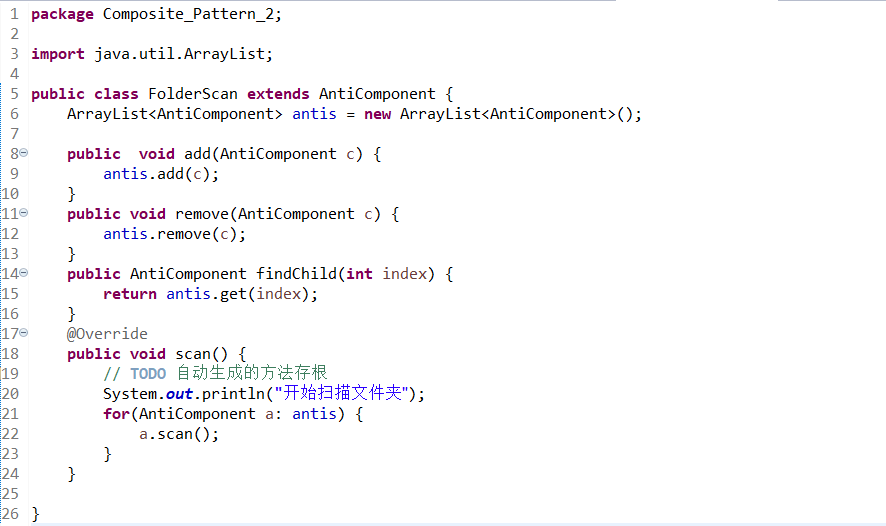 1 package Composite_Pattern_2;
2
3 import java.util.ArrayList;
4
5 public class FolderScan extends AntiComponent {
6     ArrayList<AntiComponent> antis = new ArrayList<AntiComponent>();
7
8     public  void add(AntiComponent c) {
9         antis.add(c);
10     }
11     public void remove(AntiComponent c) {
12         antis.remove(c);
13     }
14     public AntiComponent findChild(int index) {
15         return antis.get(index);
16     }
17     @Override
18     public void scan() {
19         // TODO 自动生成的方法存根
20         System.out.println("开始扫描文件夹");
21         for(AntiComponent a: antis) {
22             a.scan();
23         }
24     }
25
26 }